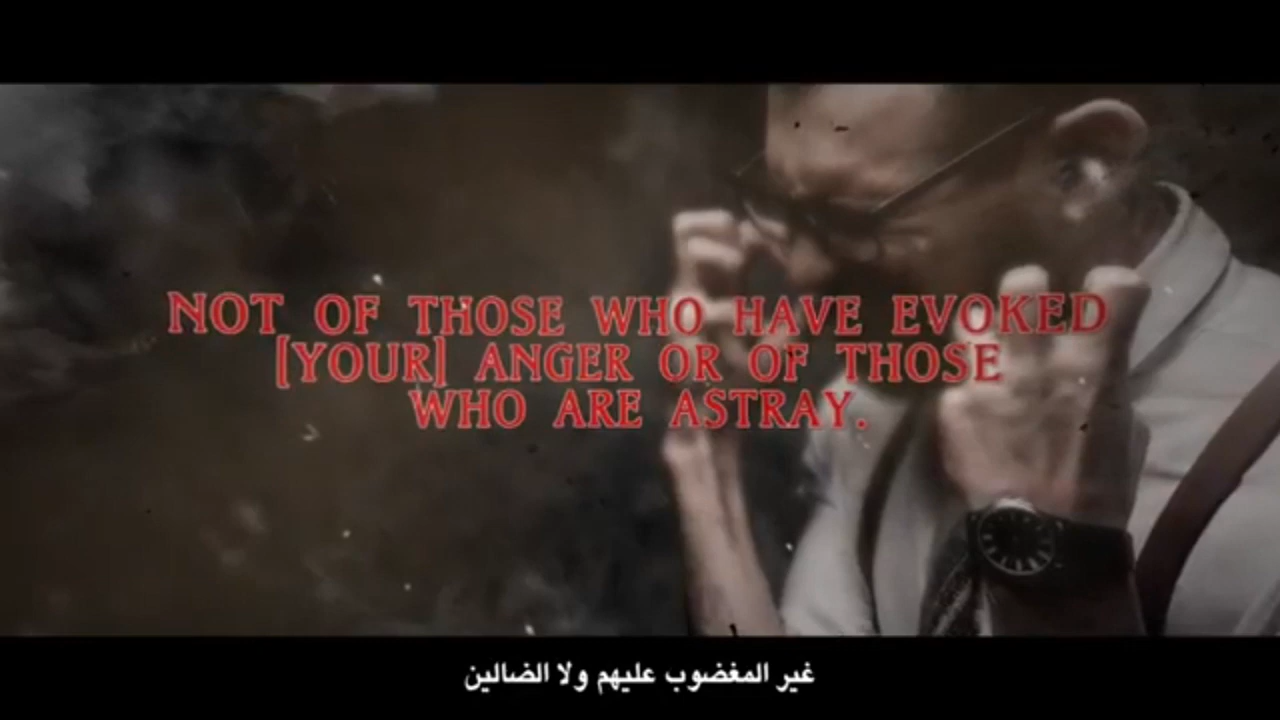 NOT OF THOSE WHO HAVE EVOKED
[YOUR] ANGER OR OF THOSE
WHO ARE ASTRAY.
غير المغضوب عليهم ولا الضالين